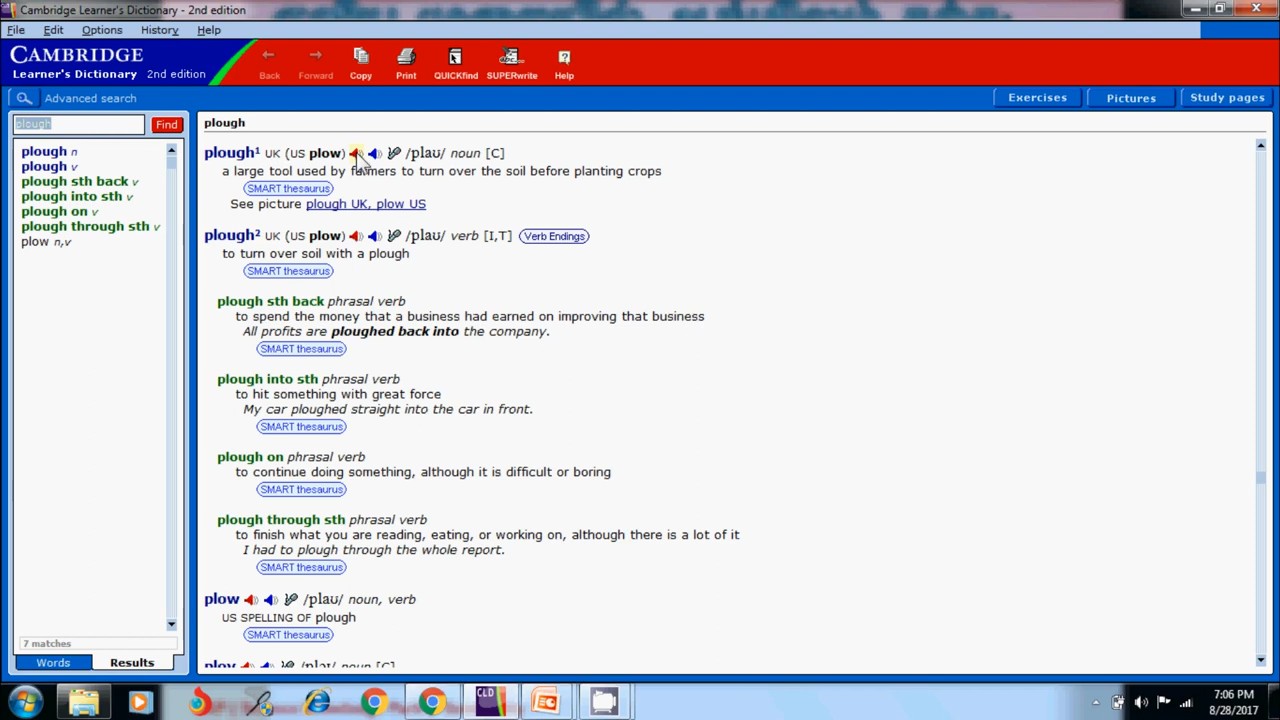 Cambridge Learner's Dictionary - 2nd edition
File Edit Options History Help
CAMBRIDGE
Learner's Dictionary 2nd edition
Back Forward Copy Print QUICKfind SUPERwrite Help
Advanced search
Exercises Pictures Study pages
plough Find
plough n
plough v
plough sth back v
plough into sth v
plough on v
plough through sth v
plow n,v
7 matches
Words Results
plough
plough¹ UK (US plow) /plaʊ/ noun [C]
a large tool used by farmers to turn over the soil before planting crops
SMART thesaurus
See picture plough UK, plow US
plough² UK (US plow) /plaʊ/ verb [I,T] Verb Endings
to turn over soil with a plough
SMART thesaurus
plough sth back phrasal verb
to spend the money that a business had earned on improving that business
All profits are ploughed back into the company.
SMART thesaurus
plough into sth phrasal verb
to hit something with great force
My car ploughed straight into the car in front.
SMART thesaurus
plough on phrasal verb
to continue doing something, although it is difficult or boring
SMART thesaurus
plough through sth phrasal verb
to finish what you are reading, eating, or working on, although there is a lot of it
I had to plough through the whole report.
SMART thesaurus
plow /plaʊ/ noun, verb
US SPELLING OF plough
SMART thesaurus
CLD
7:06 PM
8/28/2017